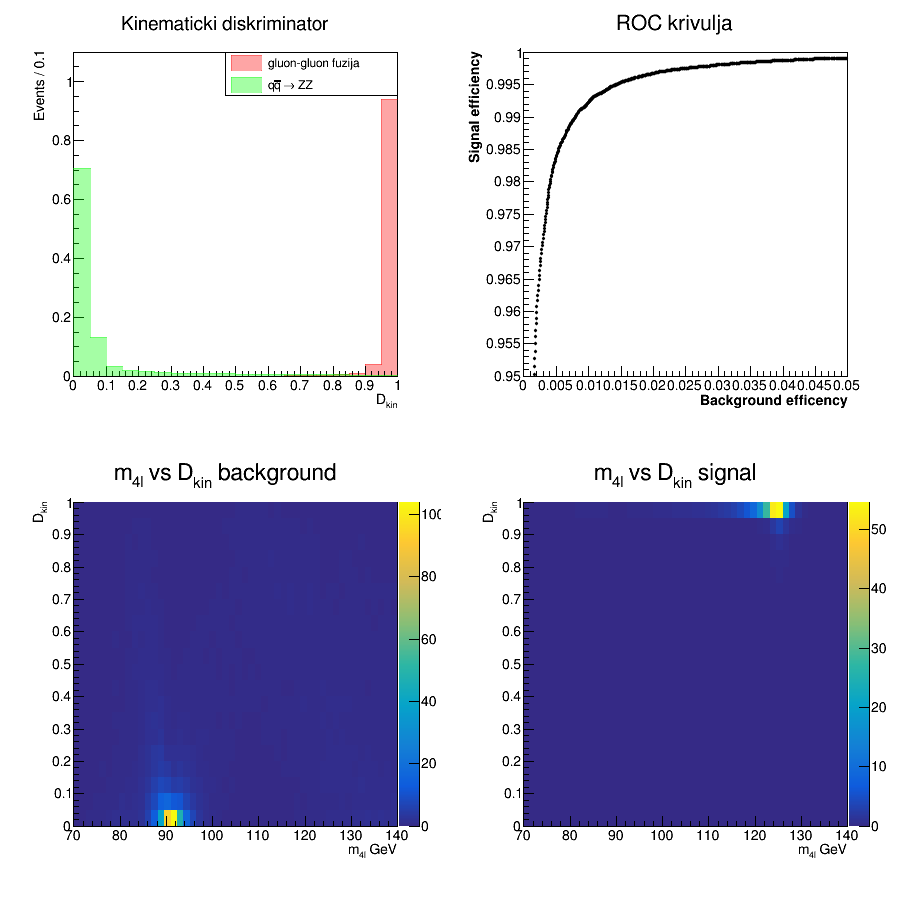 Kinematicki diskriminator
Events / 0.1
gluon-gluon fuzija
qq̅ → ZZ
1
0.8
0.6
0.4
0.2
0
0 0.1 0.2 0.3 0.4 0.5 0.6 0.7 0.8 0.9 1
D_kin
ROC krivulja
Signal efficiency
1
0.995
0.99
0.985
0.98
0.975
0.97
0.965
0.96
0.955
0.95
0 0.005 0.01 0.015 0.02 0.025 0.03 0.035 0.04 0.045 0.05
Background efficency
m_4l vs D_kin background
D_kin
1
0.9
0.8
0.7
0.6
0.5
0.4
0.3
0.2
0.1
0
70 80 90 100 110 120 130 140
m_4l GeV
80
60
40
20
0
m_4l vs D_kin signal
D_kin
1
0.9
0.8
0.7
0.6
0.5
0.4
0.3
0.2
0.1
0
70 80 90 100 110 120 130 140
m_4l GeV
50
40
30
20
10
0